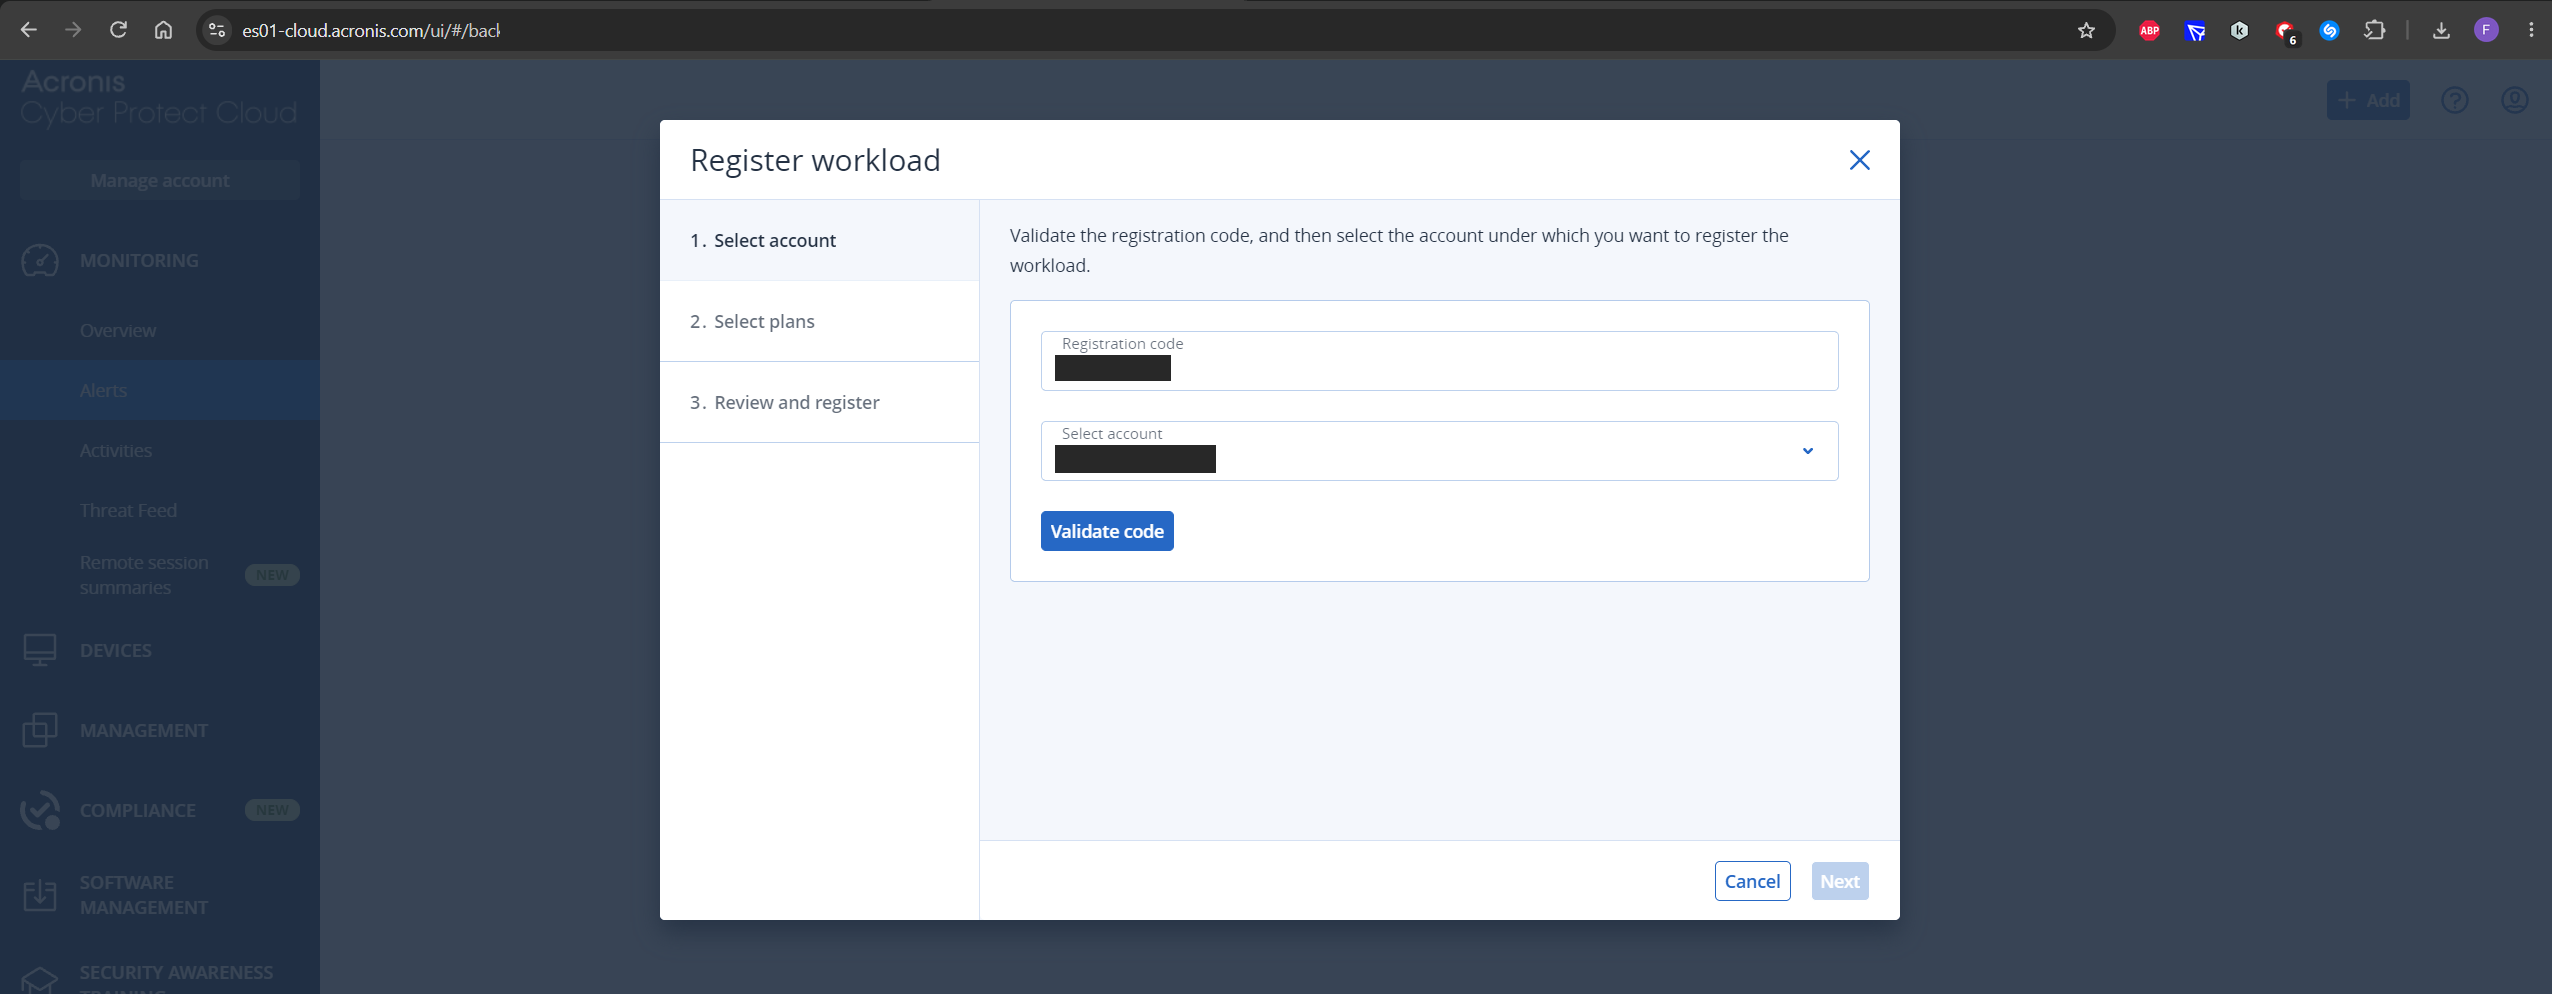 es01-cloud.acronis.com/ui/#/back
ABP
k
6
F
Acronis
Cyber Protect Cloud
+ Add
?
Manage account
MONITORING
Overview
Alerts
Activities
Threat Feed
Remote session
summaries
NEW
DEVICES
MANAGEMENT
COMPLIANCE
NEW
SOFTWARE
MANAGEMENT
SECURITY AWARENESS
TRAINING
Register workload
1. Select account
2. Select plans
3. Review and register
Validate the registration code, and then select the account under which you want to register the
workload.
Registration code
Select account
Validate code
Cancel
Next